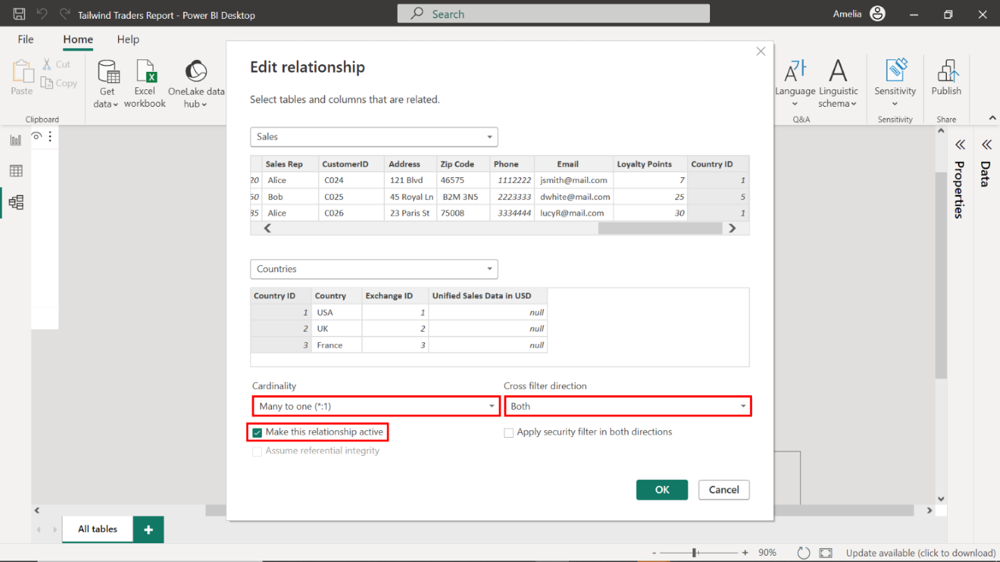 Tailwind Traders Report - Power BI Desktop
Search
Amelia
File Home Help
Paste
Cut
Copy
Clipboard
Get data
Excel workbook
OneLake data hub
Language
Linguistic schema
Q&A
Sensitivity
Sensitivity
Publish
Share
Edit relationship
Select tables and columns that are related.
Sales
Sales Rep CustomerID Address Zip Code Phone Email Loyalty Points Country ID
20 Alice C024 121 Blvd 46575 1112222 jsmith@mail.com 7 1
50 Bob C025 45 Royal Ln B2M 3N5 2223333 dwhite@mail.com 25 5
35 Alice C026 23 Paris St 75008 3334444 lucyR@mail.com 30 1
Countries
Country ID Country Exchange ID Unified Sales Data in USD
1 USA 1 null
2 UK 2 null
3 France 3 null
Cardinality
Cross filter direction
Many to one (*:1)
Both
Make this relationship active
Apply security filter in both directions
Assume referential integrity
OK
Cancel
Properties
Data
All tables
90%
Update available (click to download)